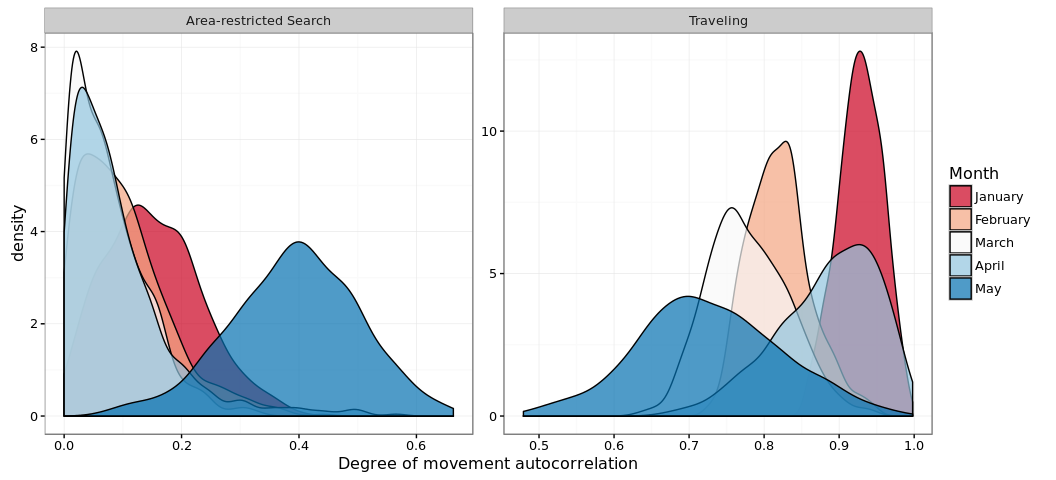 Area-restricted Search
Traveling
8
6
4
2
0
10
5
0
density
0.0
0.2
0.4
0.6
0.5
0.6
0.7
0.8
0.9
1.0
Degree of movement autocorrelation
Month
January
February
March
April
May